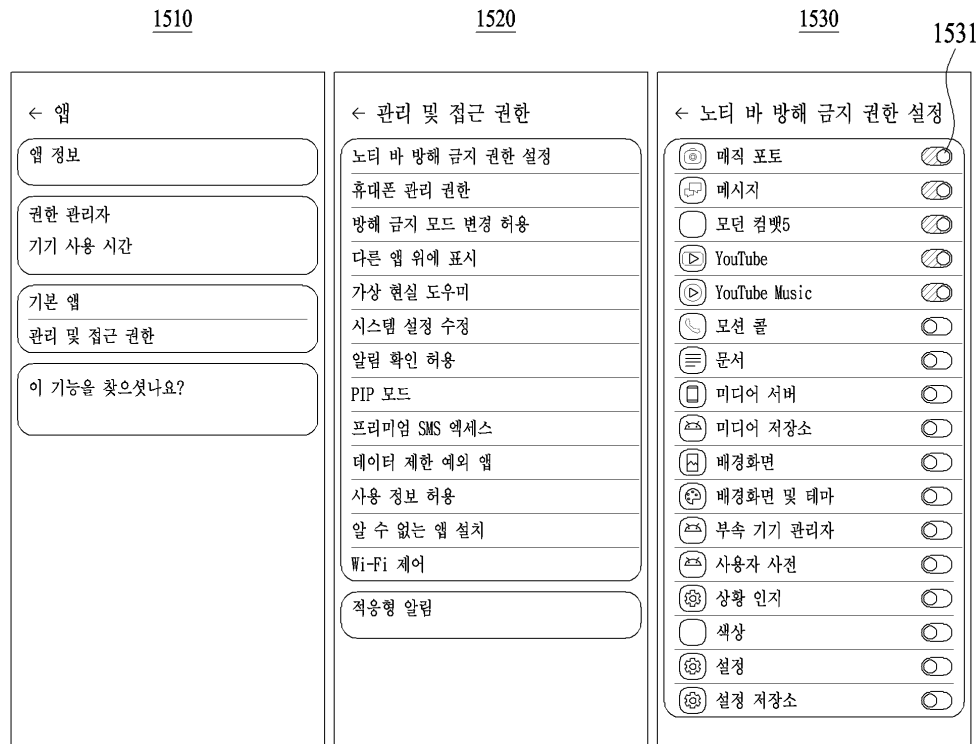 1510
1520
1530
1531
← 앱
앱 정보
권한 관리자
기기 사용 시간
기본 앱
관리 및 접근 권한
이 기능을 찾으셧나요?
← 관리 및 접근 권한
노티 바 방해 금지 권한 설정
휴대폰 관리 권한
방해 금지 모드 변경 허용
다른 앱 위에 표시
가상 현실 도우미
시스템 설정 수정
알림 확인 허용
PIP 모드
프리미엄 SMS 엑세스
데이터 제한 예외 앱
사용 정보 허용
알 수 없는 앱 설치
Wi-Fi 제어
적응형 알림
← 노티 바 방해 금지 권한 설정
매직 포토
메시지
모던 컴뱃5
YouTube
YouTube Music
모션 콜
문서
미디어 서버
미디어 저장소
배경화면
배경화면 및 테마
부속 기기 관리자
사용자 사전
상황 인지
색상
설정
설정 저장소